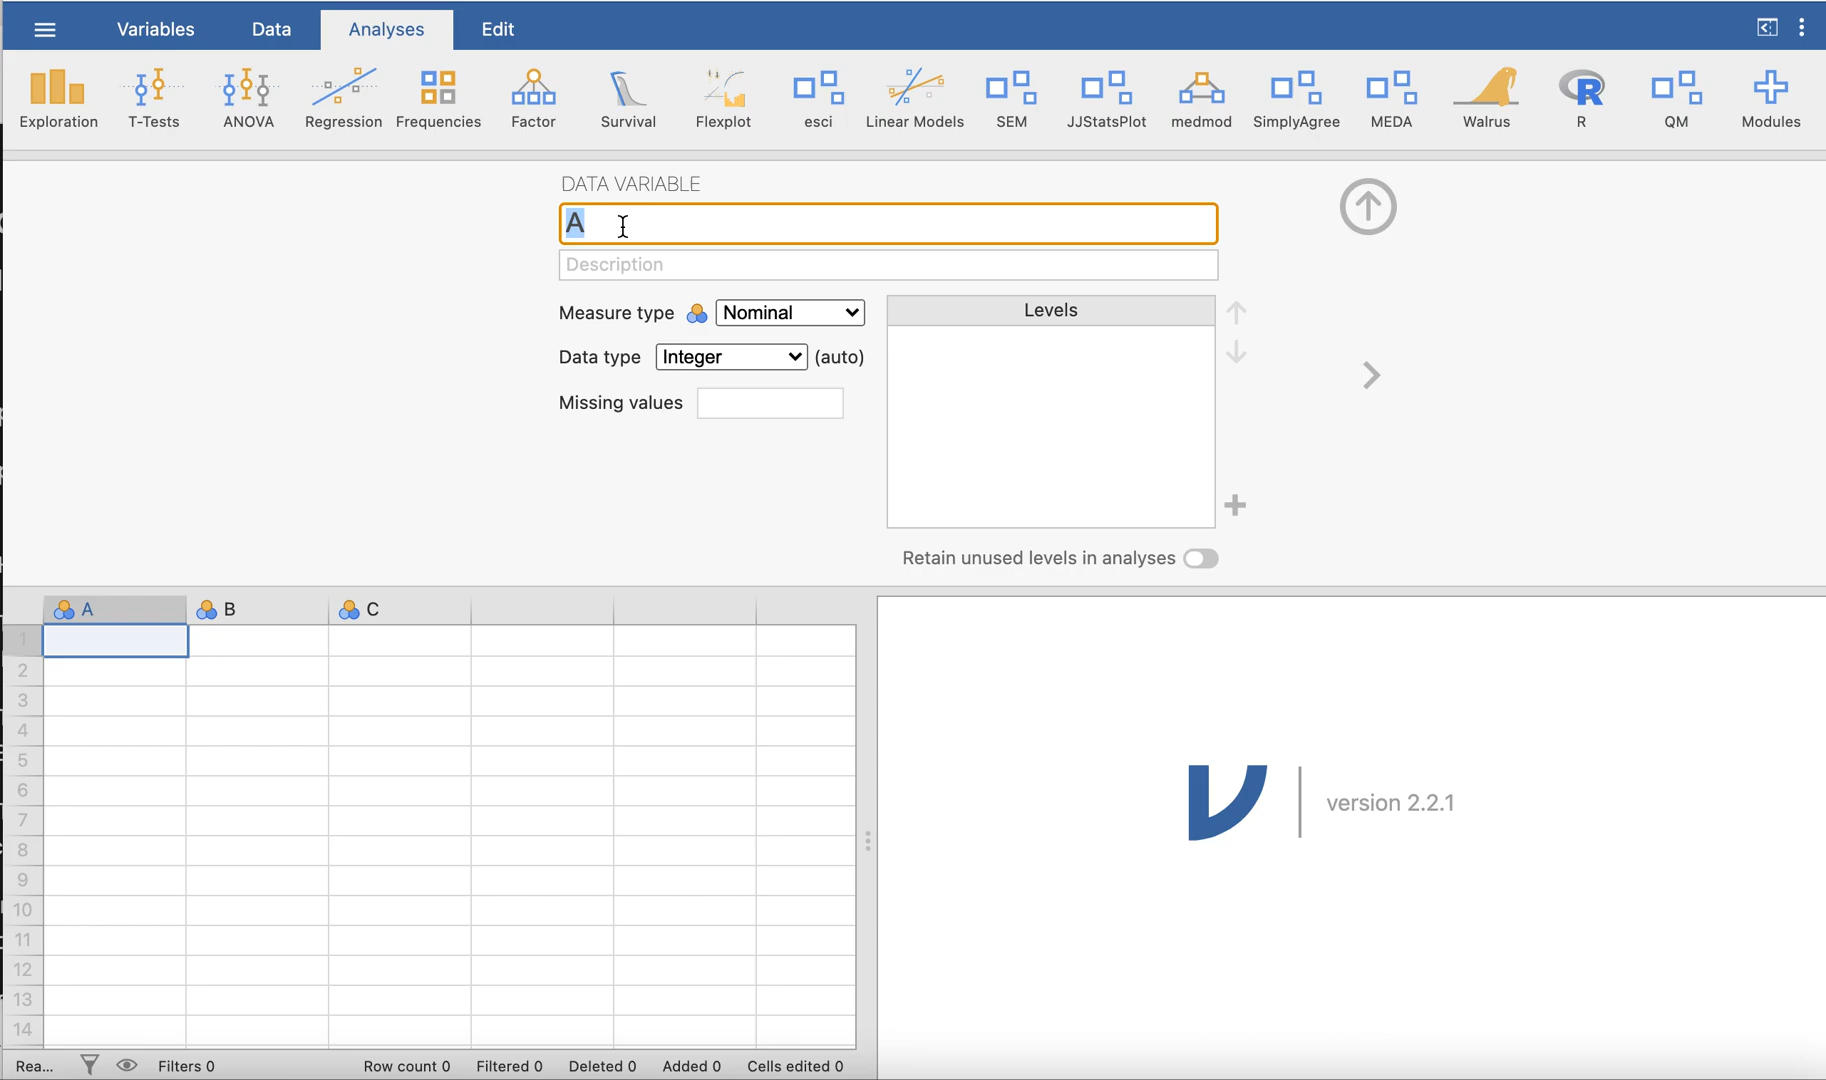 Variables Data Analyses Edit
Exploration T-Tests ANOVA Regression Frequencies Factor Survival Flexplot esci Linear Models SEM JJStatsPlot medmod SimplyAgree MEDA Walrus R QM Modules
DATA VARIABLE
A
Description
Measure type Nominal
Data type Integer (auto)
Missing values
Levels
Retain unused levels in analyses
A B C
1
2
3
4
5
6
7
8
9
10
11
12
13
14
version 2.2.1
Rea... Filters 0 Row count 0 Filtered 0 Deleted 0 Added 0 Cells edited 0